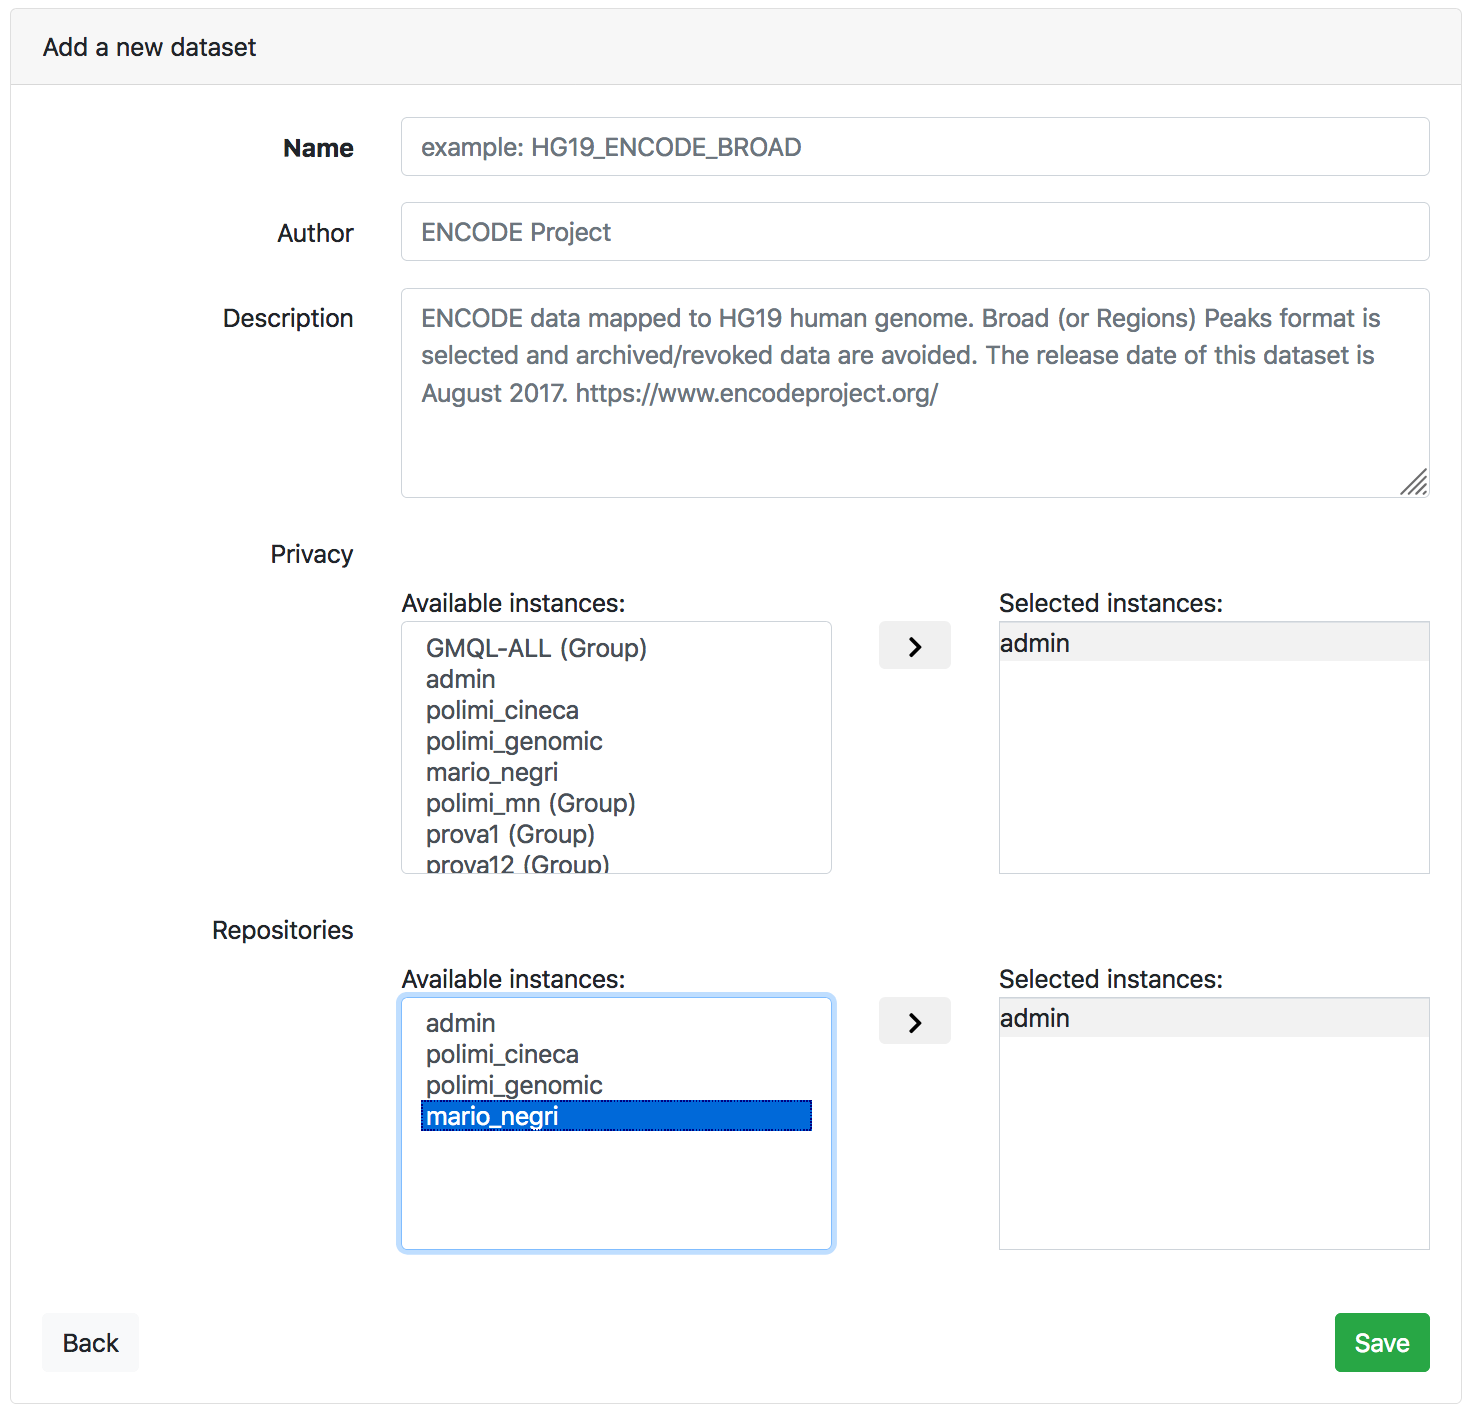 Add a new dataset
Name
example: HG19_ENCODE_BROAD
Author
ENCODE Project
Description
ENCODE data mapped to HG19 human genome. Broad (or Regions) Peaks format is
selected and archived/revoked data are avoided. The release date of this dataset is
August 2017. https://www.encodeproject.org/
Privacy
Available instances:
GMQL-ALL (Group)
admin
polimi_cineca
polimi_genomic
mario_negri
polimi_mn (Group)
prova1 (Group)
prova12 (Group)
Selected instances:
admin
Repositories
Available instances:
admin
polimi_cineca
polimi_genomic
mario_negri
Selected instances:
admin
Back
Save